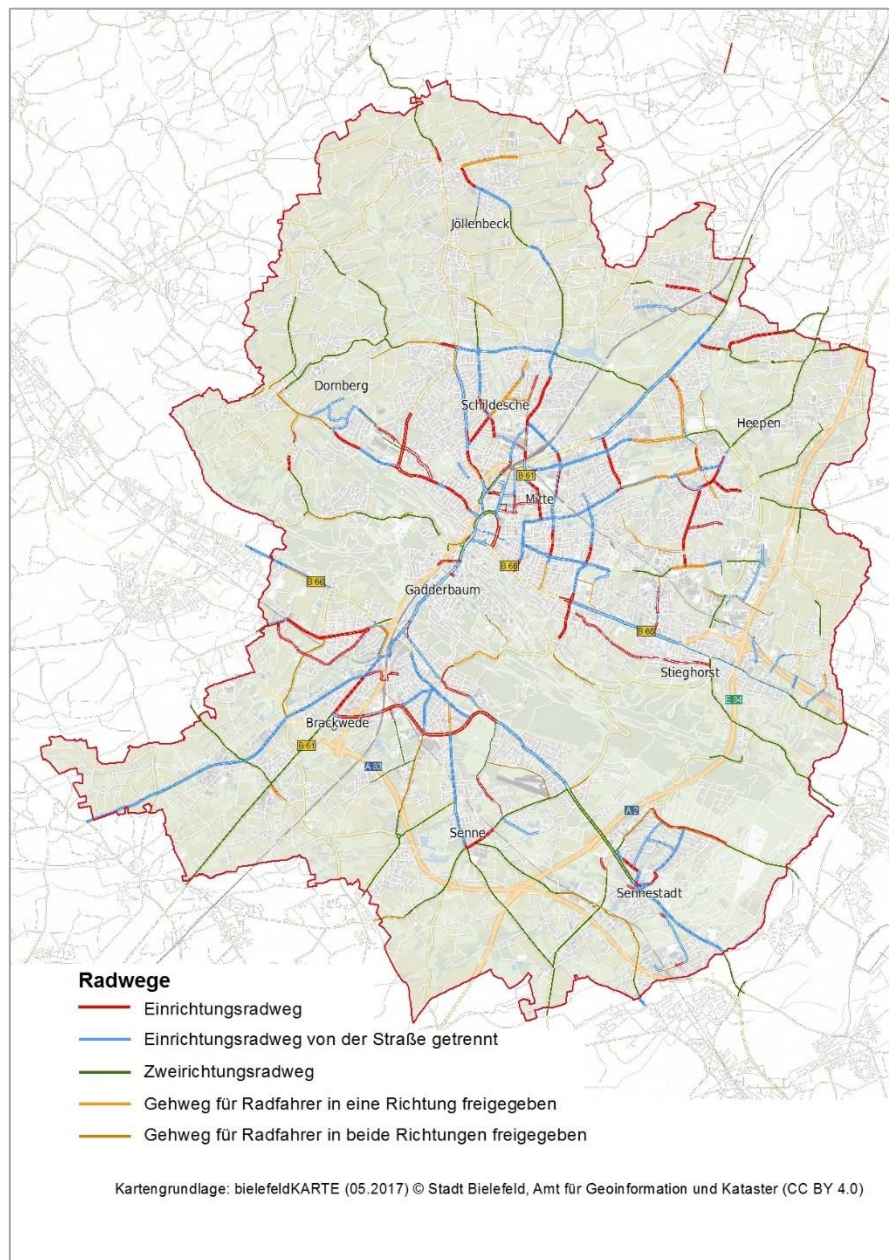 Jöllenbeck
Dornberg
Schildesche
Heepen
B 61
Mitte
B 66
B 68
Gadderbaum
B 66
Stieghorst
E 34
Brackwede
B 61
A 33
A 2
Senne
Sennestadt
Radwege
Einrichtungsradweg
Einrichtungsradweg von der Straße getrennt
Zweirichtungsradweg
Gehweg für Radfahrer in eine Richtung freigegeben
Gehweg für Radfahrer in beide Richtungen freigegeben
Kartengrundlage: bielefeldKARTE (05.2017) © Stadt Bielefeld, Amt für Geoinformation und Kataster (CC BY 4.0)